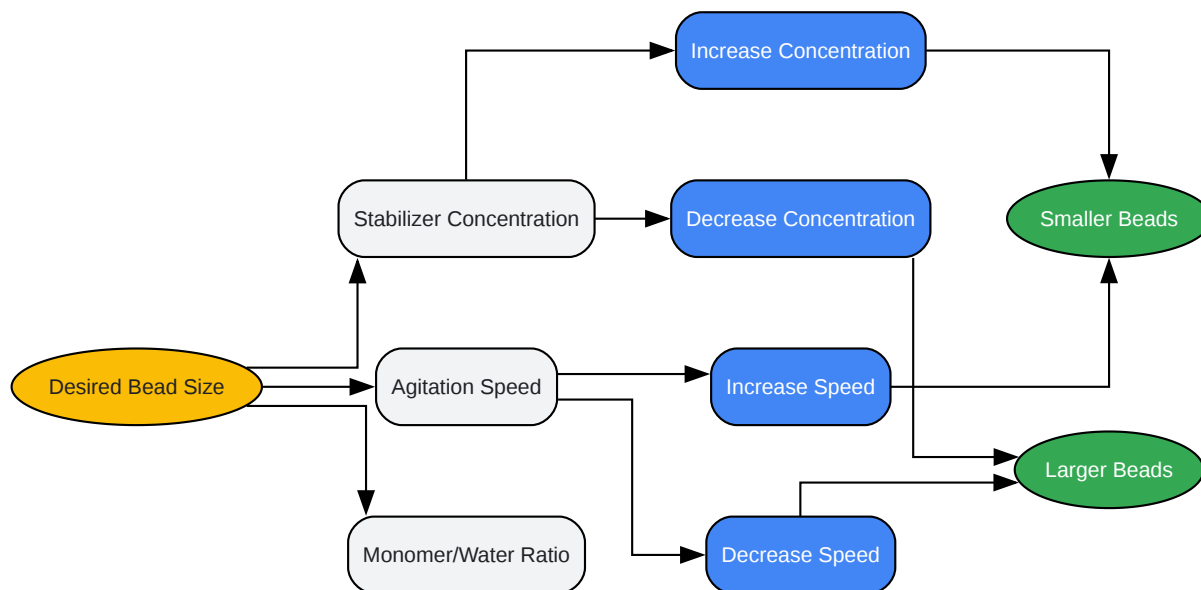 Increase Concentration
Stabilizer Concentration
Decrease Concentration
Smaller Beads
Desired Bead Size
Agitation Speed
Increase Speed
Larger Beads
Monomer/Water Ratio
Decrease Speed